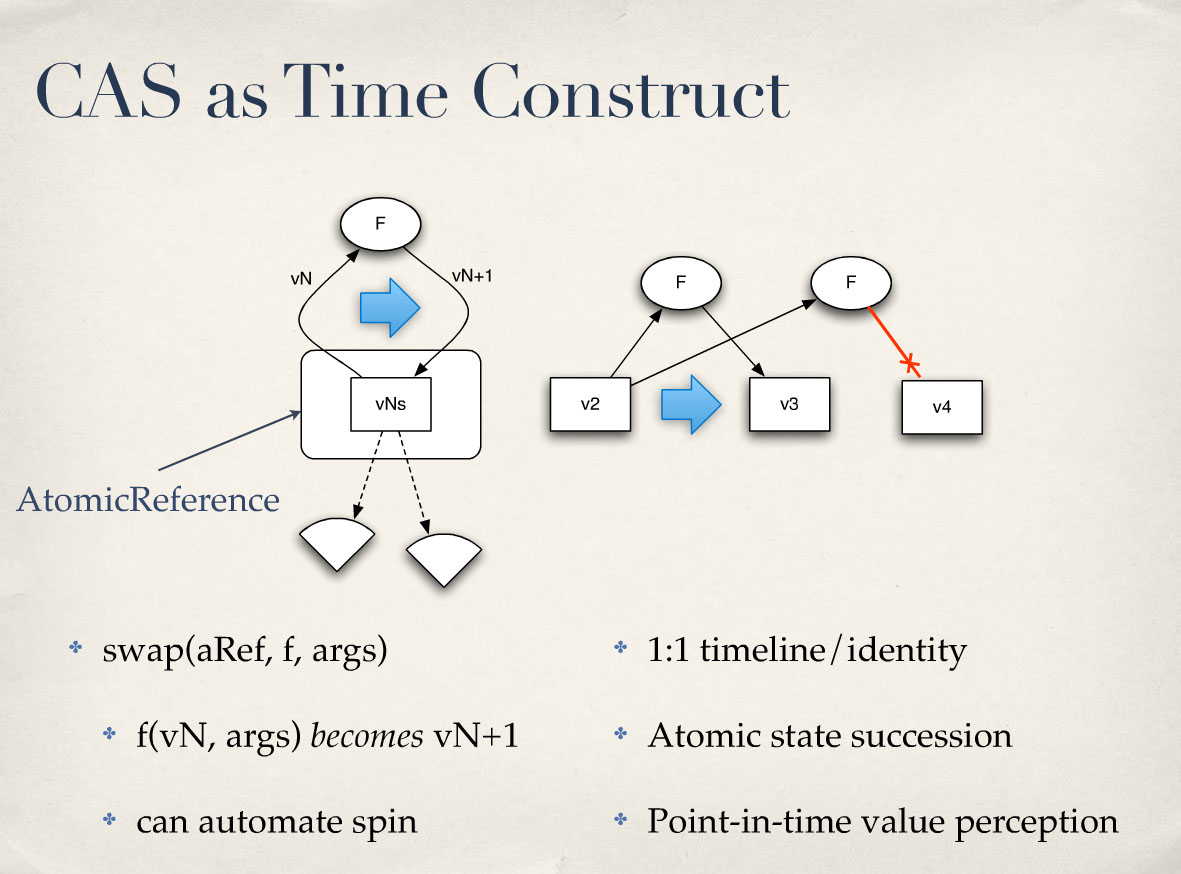 CAS as Time Construct
F
vN
vN+1
vNs
AtomicReference
F
F
v2
v3
v4
swap(aRef, f, args)
f(vN, args) becomes vN+1
can automate spin
1:1 timeline/identity
Atomic state succession
Point-in-time value perception